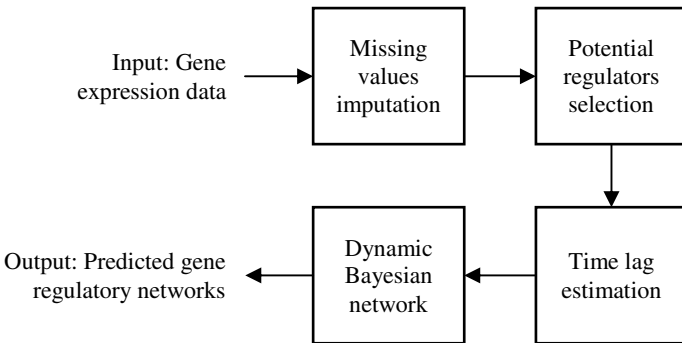 Input: Gene
expression data
Missing
values
imputation
Potential
regulators
selection
Time lag
estimation
Dynamic
Bayesian
network
Output: Predicted gene
regulatory networks